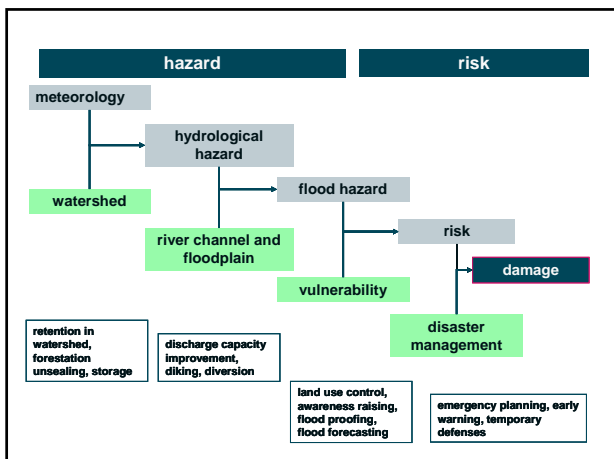 hazard
risk
meteorology
hydrological
hazard
watershed
flood hazard
river channel and
floodplain
risk
vulnerability
damage
disaster
management
retention in
watershed,
forestation
unsealing, storage
discharge capacity
improvement,
diking, diversion
land use control,
awareness raising,
flood proofing,
flood forecasting
emergency planning, early
warning, temporary
defenses